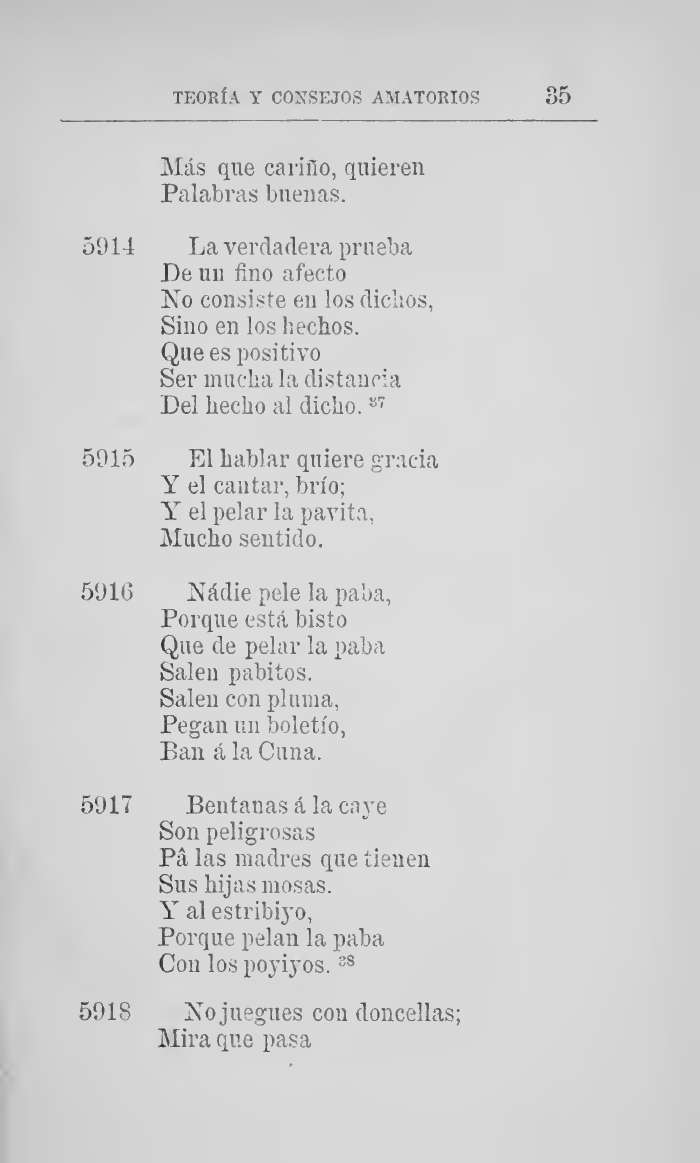 TEORÍA Y CONSEJOS AMATORIOS 35
Más que cariño, quieren
Palabras buenas.
5914 La verdadera prueba
De un fino afecto
No consiste en los dichos,
Sino en los hechos.
Que es positivo
Ser mucha la distancia
Del hecho al dicho. 37
5915 El hablar quiere gracia
Y el cantar, brío;
Y el pelar la pavita,
Mucho sentido.
5916 Nádie pele la paba,
Porque está bisto
Que de pelar la paba
Salen pabitos.
Salen con pluma,
Pegan un boletío,
Ban á la Cuna.
5917 Bentanas á la caye
Son peligrosas
Pâ las madres que tienen
Sus hijas mosas.
Y al estribiyo,
Porque pelan la paba
Con los poyiyos. 38
5918 No juegues con doncellas;
Mira que pasa